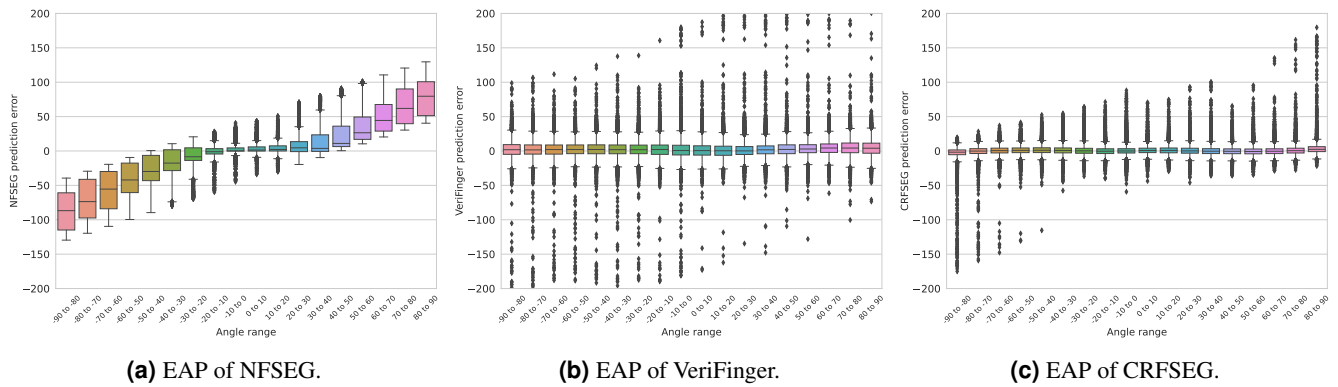 200
150
100
50
0
−50
−100
−150
−200
NFSEG prediction error
-90 to -80
-80 to -70
-70 to -60
-60 to -50
-50 to -40
-40 to -30
-30 to -20
-20 to -10
-10 to 0
0 to 10
10 to 20
20 to 30
30 to 40
40 to 50
50 to 60
60 to 70
70 to 80
80 to 90
Angle range
(a) EAP of NFSEG.
200
150
100
50
0
−50
−100
−150
−200
VeriFinger prediction error
-90 to -80
-80 to -70
-70 to -60
-60 to -50
-50 to -40
-40 to -30
-30 to -20
-20 to -10
-10 to 0
0 to 10
10 to 20
20 to 30
30 to 40
40 to 50
50 to 60
60 to 70
70 to 80
80 to 90
Angle range
(b) EAP of VeriFinger.
200
150
100
50
0
−50
−100
−150
−200
CRFSEG prediction error
-90 to -80
-80 to -70
-70 to -60
-60 to -50
-50 to -40
-40 to -30
-30 to -20
-20 to -10
-10 to 0
0 to 10
10 to 20
20 to 30
30 to 40
40 to 50
50 to 60
60 to 70
70 to 80
80 to 90
Angle range
(c) EAP of CRFSEG.